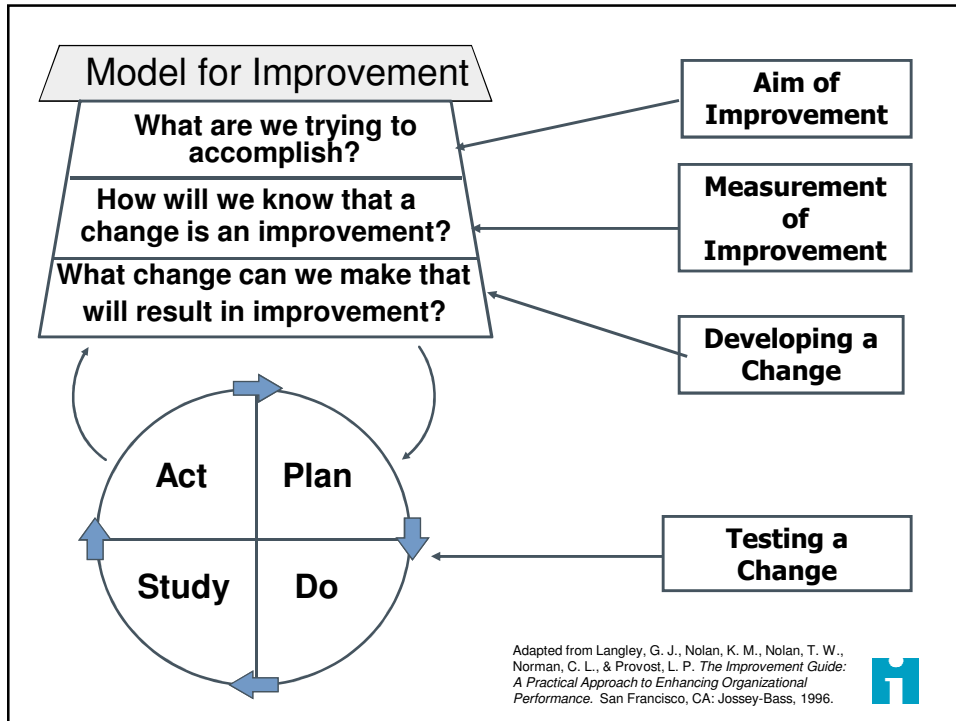 Model for Improvement
What are we trying to
accomplish?
How will we know that a
change is an improvement?
What change can we make that
will result in improvement?
Aim of
Improvement
Measurement
of
Improvement
Developing a
Change
Act
Plan
Study
Do
Testing a
Change
Adapted from Langley, G. J., Nolan, K. M., Nolan, T. W.,
Norman, C. L., & Provost, L. P. The Improvement Guide:
A Practical Approach to Enhancing Organizational
Performance. San Francisco, CA: Jossey-Bass, 1996.
i